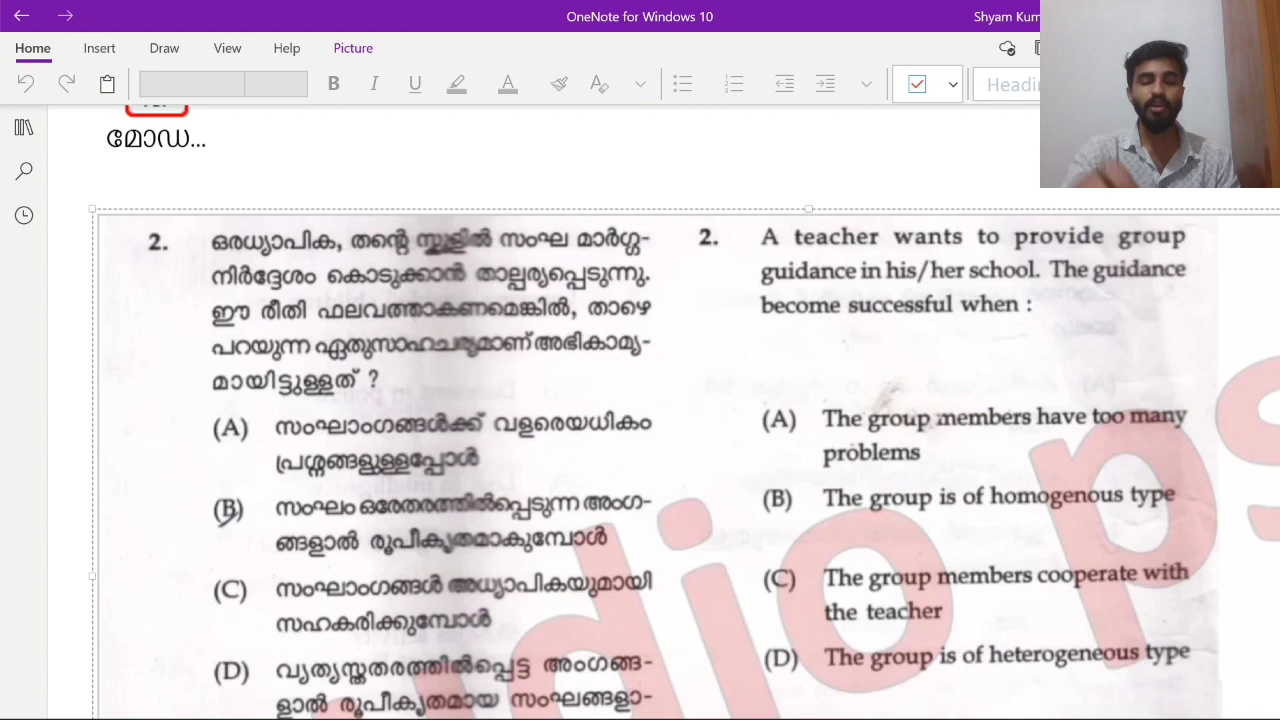 OneNote for Windows 10
Shyam Kum
Home Insert Draw View Help Picture
B I U A A
Headin
മോഡ...
2. ഒരധ്യാപിക, തന്റെ സ്കൂളിൽ സംഘ മാർഗ്ഗ-
നിർദ്ദേശം കൊടുക്കാൻ താല്പര്യപ്പെടുന്നു.
ഈ രീതി ഫലവത്താകണമെങ്കിൽ, താഴെ
പറയുന്ന ഏതുസാഹചര്യമാണ് അഭികാമ്യ-
മായിട്ടുള്ളത് ?
(A) സംഘാംഗങ്ങൾക്ക് വളരെയധികം
പ്രശ്നങ്ങളുള്ളപ്പോൾ
(B) സംഘം ഒരേതരത്തിൽപ്പെടുന്ന അംഗ-
ങ്ങളാൽ രൂപീകൃതമാകുമ്പോൾ
(C) സംഘാംഗങ്ങൾ അധ്യാപികയുമായി
സഹകരിക്കുമ്പോൾ
(D) വ്യത്യസ്തതരത്തിൽപ്പെട്ട അംഗങ്ങ-
ളാൽ രൂപീകൃതമായ സംഘങ്ങളാ-
2. A teacher wants to provide group
guidance in his/her school. The guidance
become successful when :
(A) The group members have too many
problems
(B) The group is of homogenous type
(C) The group members cooperate with
the teacher
(D) The group is of heterogeneous type
dio ps